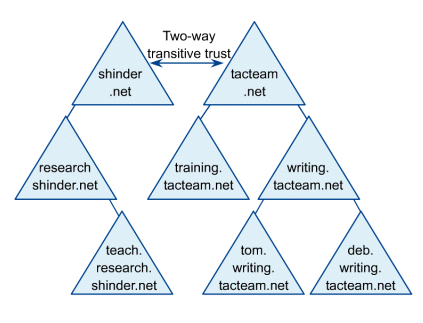 Two-way
transitive trust
shinder
.net
tacteam
.net
research
shinder.net
training.
tacteam.net
writing.
tacteam.net
teach.
research.
shinder.net
tom.
writing.
tacteam.net
deb.
writing.
tacteam.net